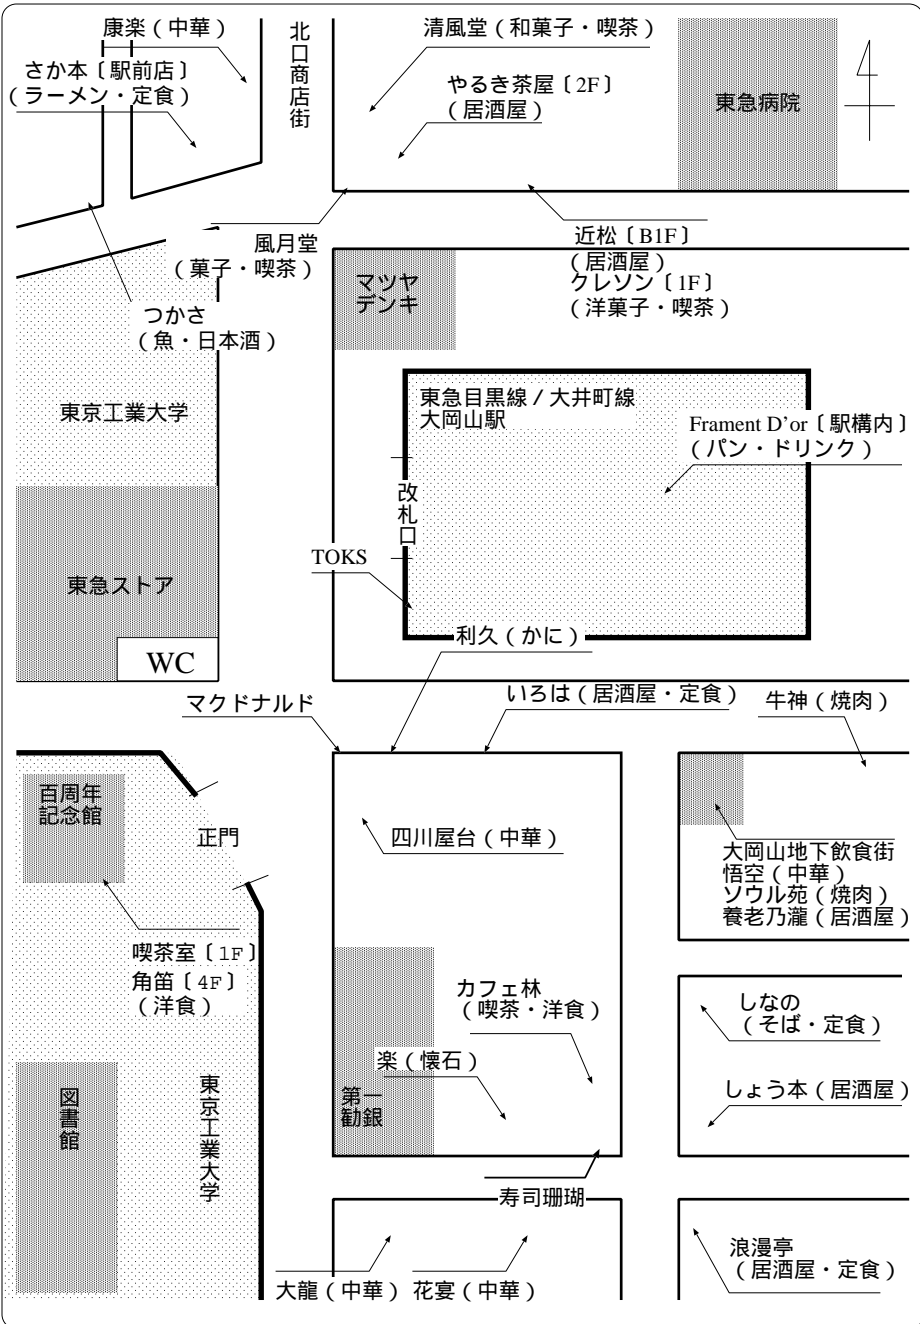 康楽（中華）
さか本〔駅前店〕
（ラーメン・定食）
北口商店街
清風堂（和菓子・喫茶）
やるき茶屋〔2F〕
（居酒屋）
東急病院
風月堂
（菓子・喫茶）
近松〔B1F〕
（居酒屋）
クレソン〔1F〕
（洋菓子・喫茶）
マツヤ
デンキ
つかさ
（魚・日本酒）
東京工業大学
東急目黒線 / 大井町線
大岡山駅
Frament D'or〔駅構内〕
（パン・ドリンク）
改札口
TOKS
東急ストア
WC
利久（かに）
マクドナルド
いろは（居酒屋・定食）
牛神（焼肉）
百周年
記念館
正門
四川屋台（中華）
大岡山地下飲食街
悟空（中華）
ソウル苑（焼肉）
養老乃瀧（居酒屋）
喫茶室〔1F〕
角笛〔4F〕
（洋食）
カフェ林
（喫茶・洋食）
楽（懐石）
しなの
（そば・定食）
しょう本（居酒屋）
図書館
東京工業大学
第一
勧銀
寿司珊瑚
大龍（中華）
花宴（中華）
浪漫亭
（居酒屋・定食）